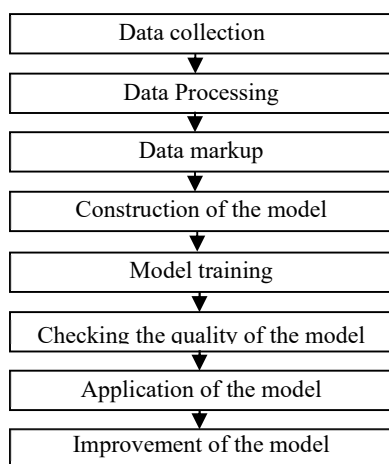 Data collection
Data Processing
Data markup
Construction of the model
Model training
Checking the quality of the model
Application of the model
Improvement of the model